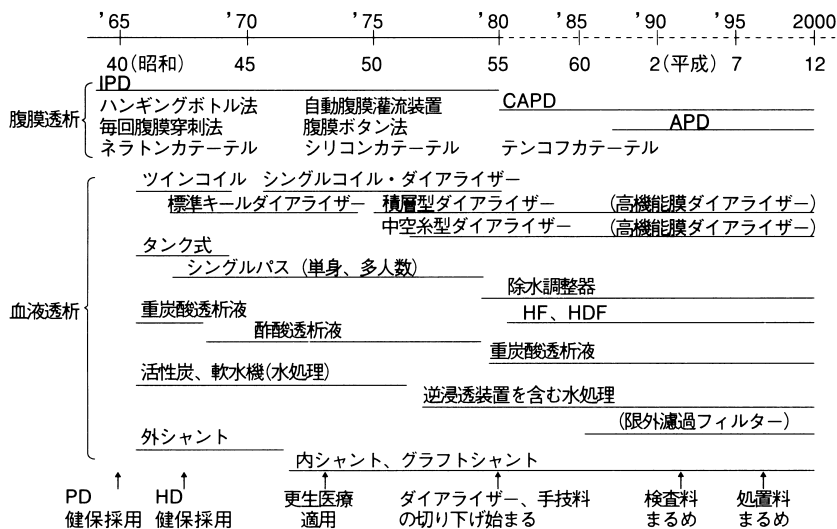 '65 '70 '75 '80 '85 '90 '95 2000
40(昭和) 45 50 55 60 2(平成) 7 12
腹膜透析
IPD
ハンギングボトル法 自動腹膜灌流装置 CAPD
毎回腹膜穿刺法 腹膜ボタン法 APD
ネラトンカテーテル シリコンカテーテル テンコフカテーテル
血液透析
ツインコイル シングルコイル・ダイアライザー
標準キールダイアライザー 積層型ダイアライザー (高機能膜ダイアライザー)
中空糸型ダイアライザー (高機能膜ダイアライザー)
タンク式
シングルパス (単身、多人数)
除水調整器
重炭酸透析液 HF、HDF
酢酸透析液
重炭酸透析液
活性炭、軟水機(水処理)
逆浸透装置を含む水処理
(限外濾過フィルター)
外シャント
内シャント、グラフトシャント
PD HD 更生医療 ダイアライザー、手技料 検査料 処置料
健保採用 健保採用 適用 の切り下げ始まる まるめ まるめ